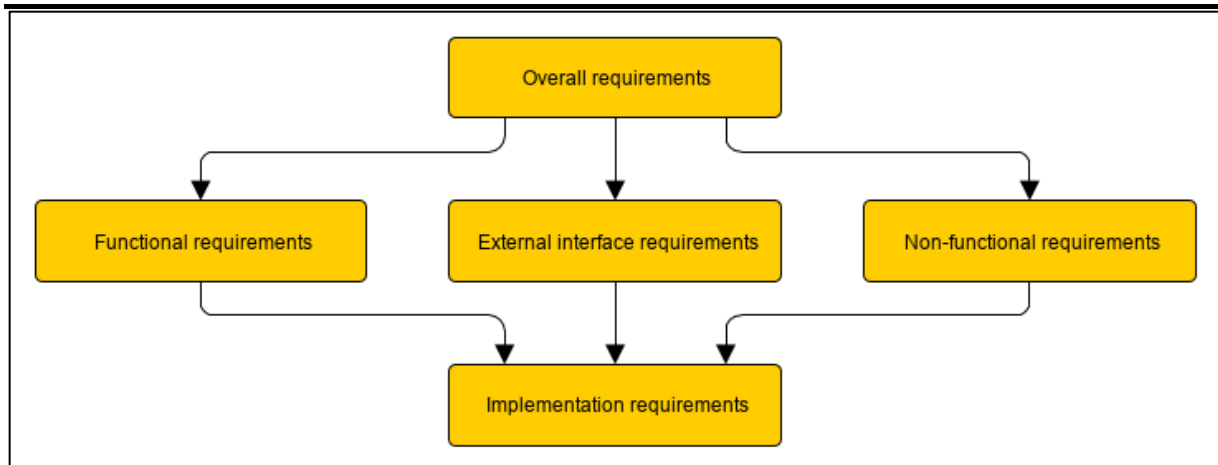 Overall requirements
Functional requirements
External interface requirements
Non-functional requirements
Implementation requirements